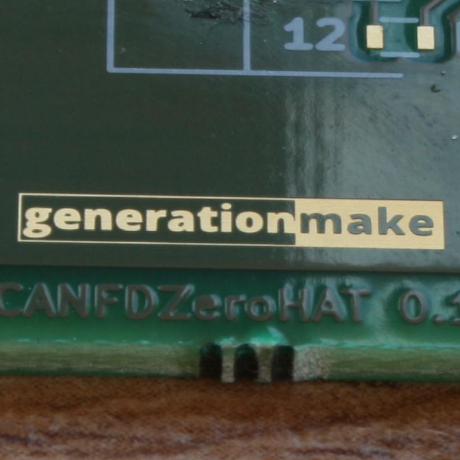 12
generationmake
CANFDZeroHAT 0.1